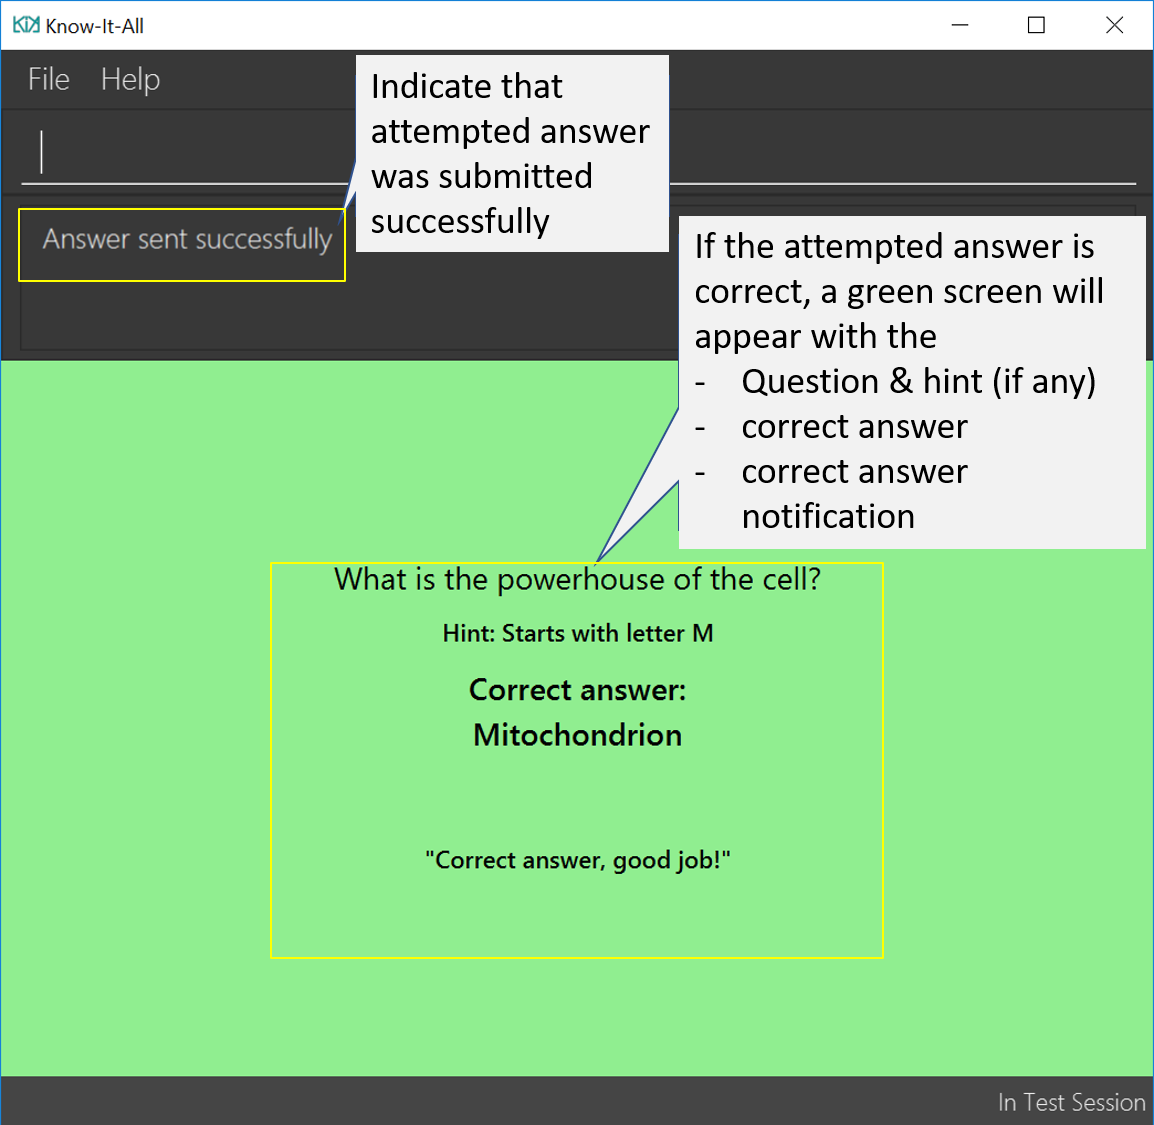 KIA Know-It-All
File Help
Indicate that
attempted answer
was submitted
successfully
Answer sent successfully
If the attempted answer is
correct, a green screen will
appear with the
- Question & hint (if any)
- correct answer
- correct answer
notification
What is the powerhouse of the cell?
Hint: Starts with letter M
Correct answer:
Mitochondrion
"Correct answer, good job!"
In Test Session